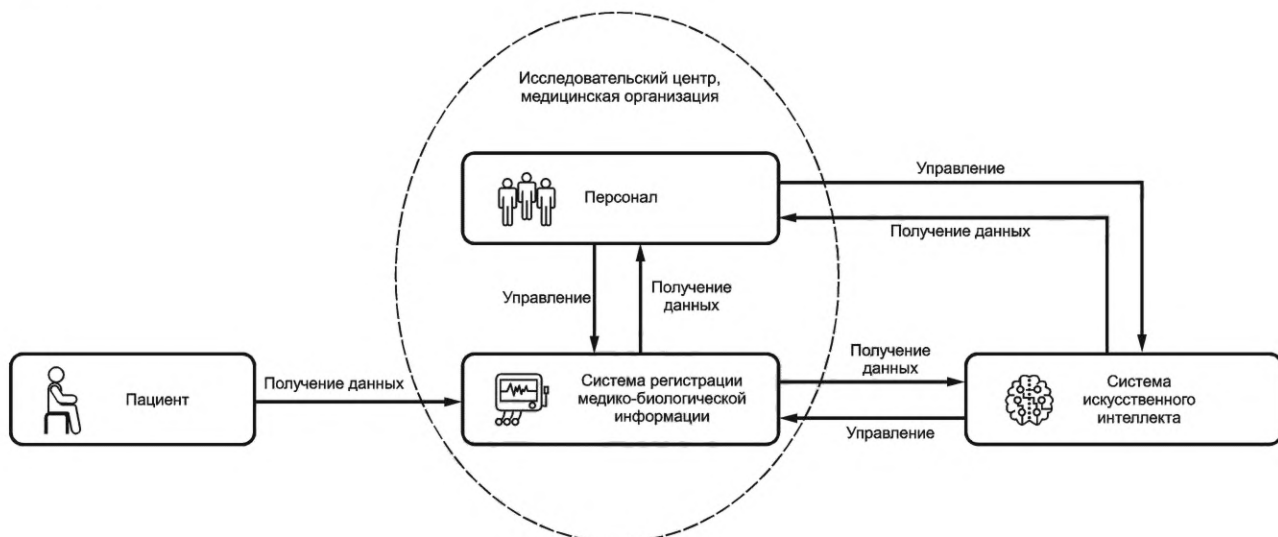 Исследовательский центр,
медицинская организация
Управление
Персонал
Получение данных
Управление
Получение
данных
Получение данных
Пациент
Система регистрации
медико-биологической
информации
Получение
данных
Управление
Система
искусственного
интеллекта